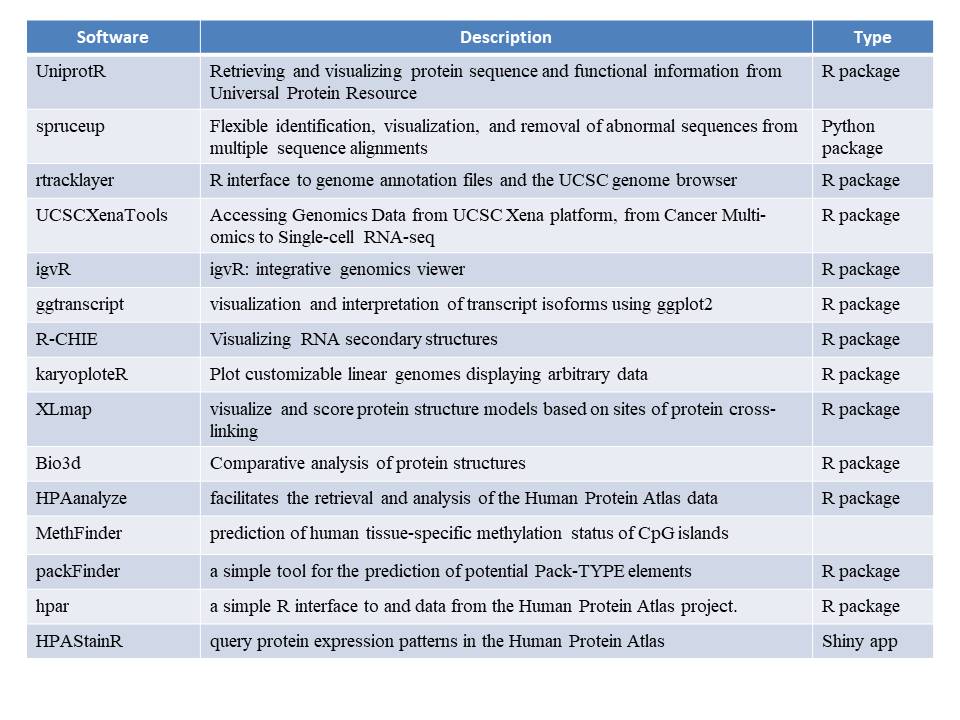 Software Description Type
UniprotR Retrieving and visualizing protein sequence and functional information from R package
Universal Protein Resource
spruceup Flexible identification, visualization, and removal of abnormal sequences from Python
multiple sequence alignments package
rtracklayer R interface to genome annotation files and the UCSC genome browser R package
UCSCXenaTools Accessing Genomics Data from UCSC Xena platform, from Cancer Multi- R package
omics to Single-cell RNA-seq
igvR igvR: integrative genomics viewer R package
ggtranscript visualization and interpretation of transcript isoforms using ggplot2 R package
R-CHIE Visualizing RNA secondary structures R package
karyoploteR Plot customizable linear genomes displaying arbitrary data R package
XLmap visualize and score protein structure models based on sites of protein cross- R package
linking
Bio3d Comparative analysis of protein structures R package
HPAanalyze facilitates the retrieval and analysis of the Human Protein Atlas data R package
MethFinder prediction of human tissue-specific methylation status of CpG islands
packFinder a simple tool for the prediction of potential Pack-TYPE elements R package
hpar a simple R interface to and data from the Human Protein Atlas project. R package
HPAStainR query protein expression patterns in the Human Protein Atlas Shiny app